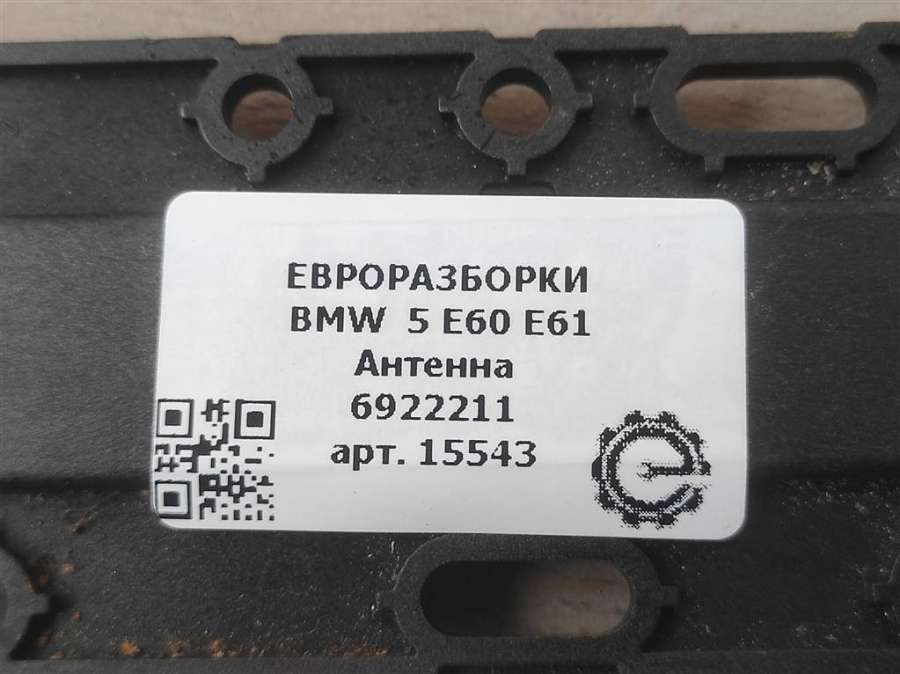 ЕВРОРАЗБОРКИ
BMW 5 E60 E61
Антенна
6922211
арт. 15543